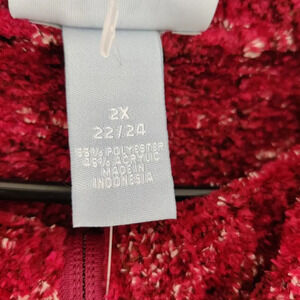 2X
22/24
55% POLYESTER
45% ACRYLIC
MADE IN
INDONESIA